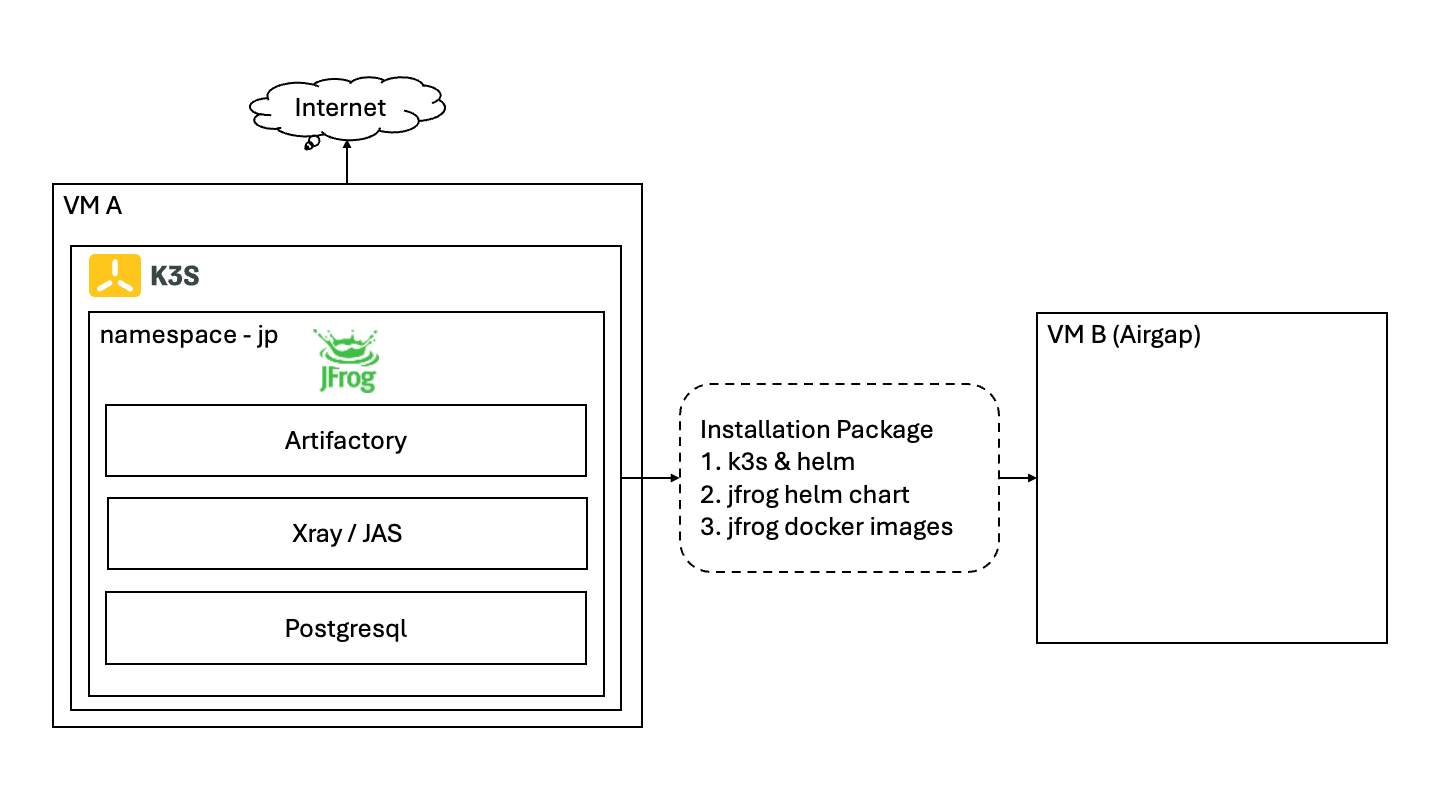 Internet
VM A
K3S
namespace - jp
JFrog
Artifactory
Xray / JAS
Postgresql
Installation Package
1. k3s & helm
2. jfrog helm chart
3. jfrog docker images
VM B (Airgap)